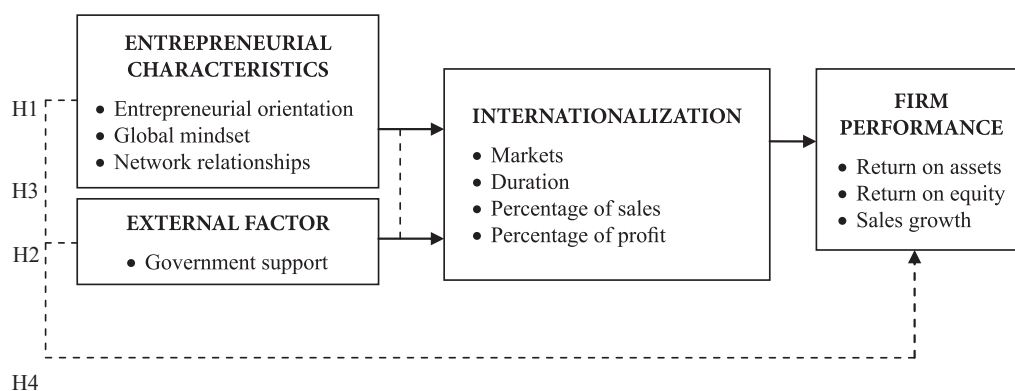 ENTREPRENEURIAL
CHARACTERISTICS
● Entrepreneurial orientation
● Global mindset
● Network relationships
H1
H3
H2
H4
EXTERNAL FACTOR
● Government support
INTERNATIONALIZATION
● Markets
● Duration
● Percentage of sales
● Percentage of profit
FIRM
PERFORMANCE
● Return on assets
● Return on equity
● Sales growth